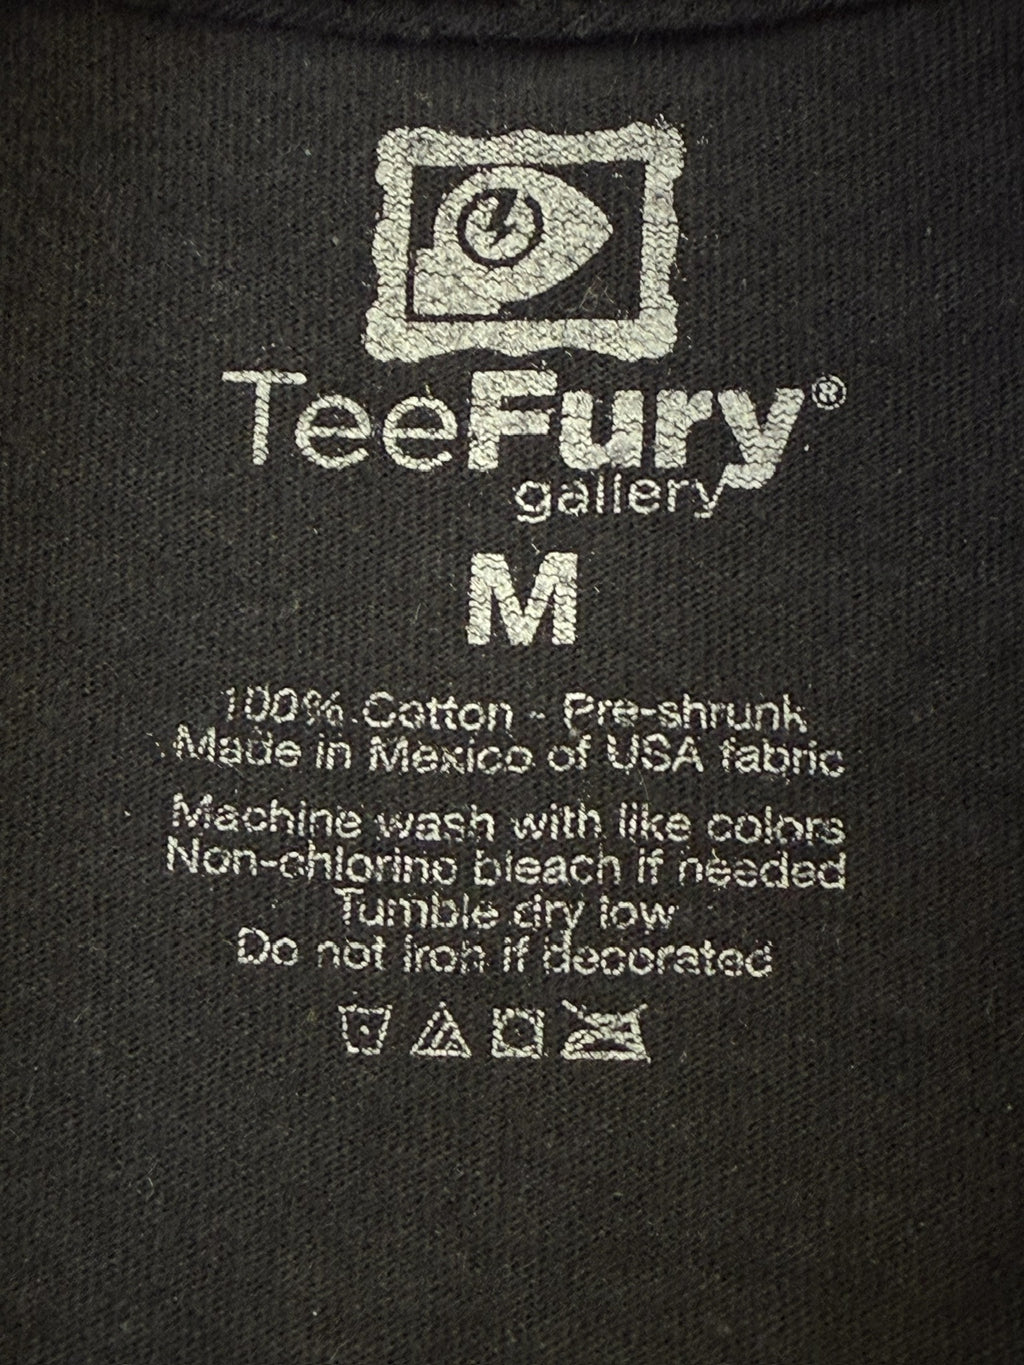 TeeFury®
gallery
M
100% Cotton - Pre-shrunk
Made in Mexico of USA fabric
Machine wash with like colors
Non-chlorine bleach if needed
Tumble dry low
Do not iron if decorated